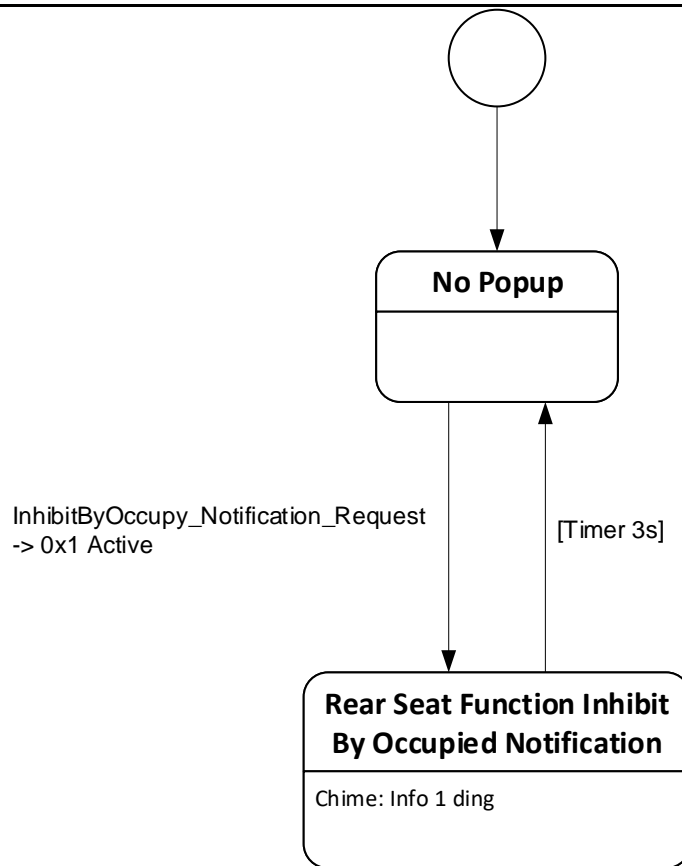 No Popup
InhibitByOccupy_Notification_Request
-> 0x1 Active
[Timer 3s]
Rear Seat Function Inhibit
By Occupied Notification
Chime: Info 1 ding